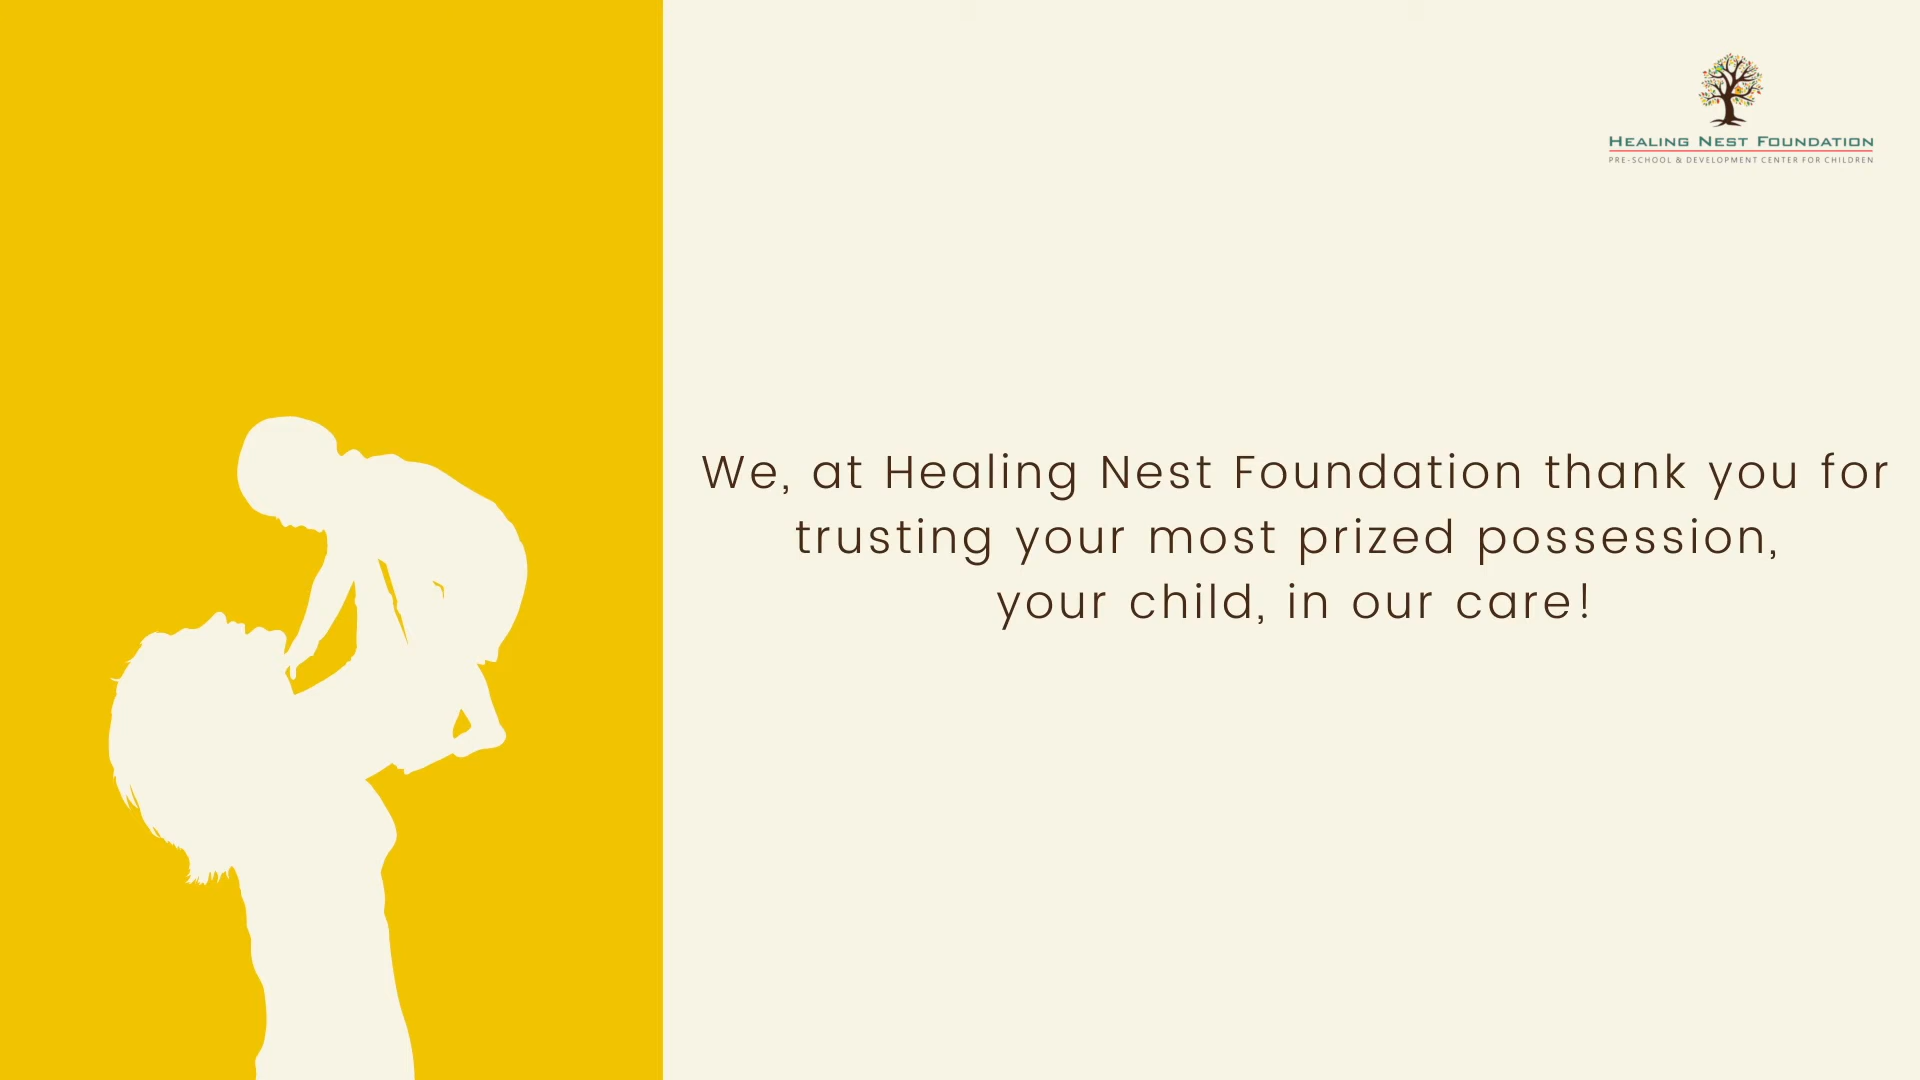 HEALING NEST FOUNDATION
PRE-SCHOOL & DEVELOPMENT CENTER FOR CHILDREN
We, at Healing Nest Foundation thank you for
trusting your most prized possession,
your child, in our care!